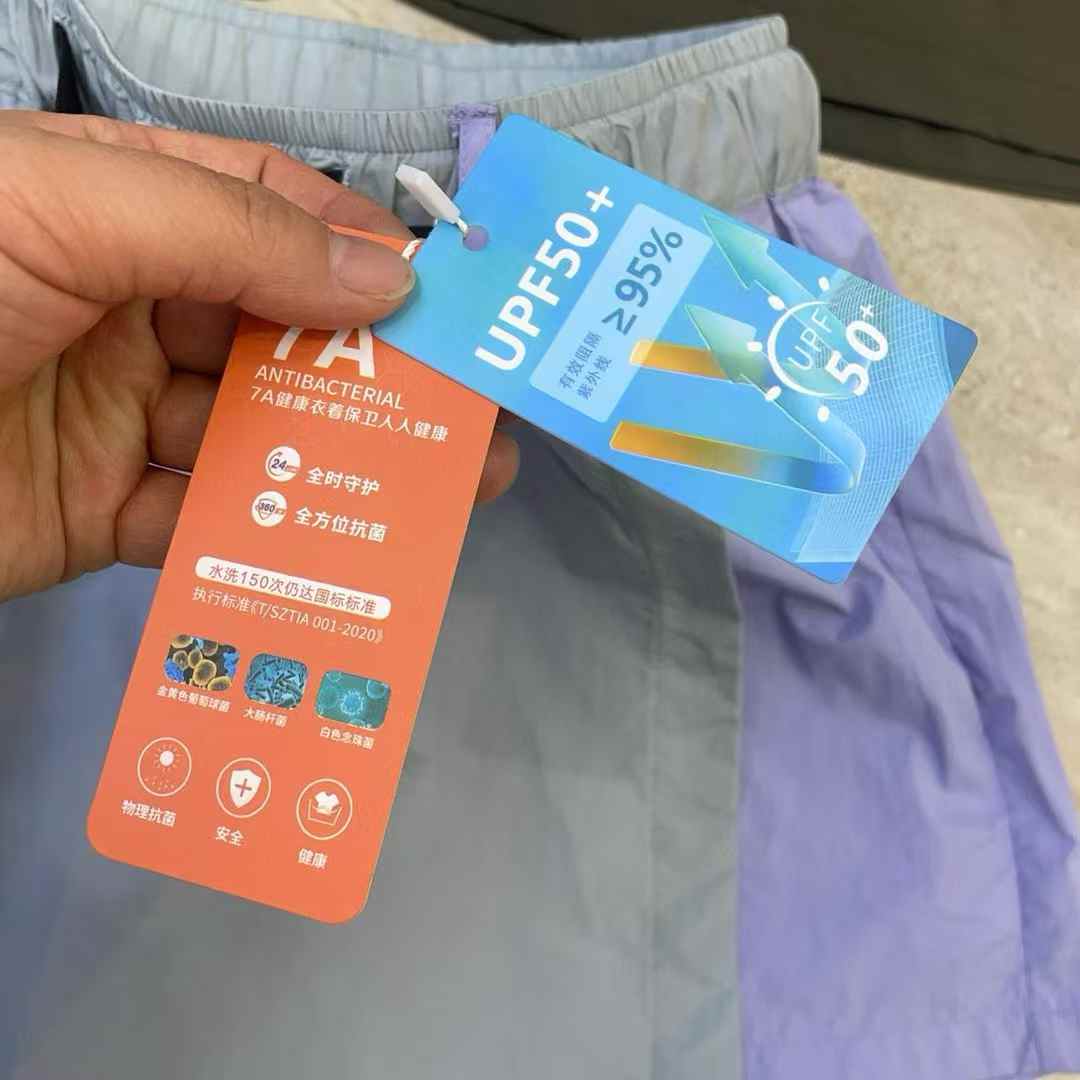 7A
ANTIBACTERIAL
7A健康衣着保卫人人健康
24
全时守护
360
全方位抗菌
水洗150次仍达国标标准
执行标准《T/SZTIA 001-2020》
金黄色葡萄球菌
大肠杆菌
白色念珠菌
物理抗菌
安全
健康
UPF50+
有效阻隔
紫外线
≥95%
UPF
50+